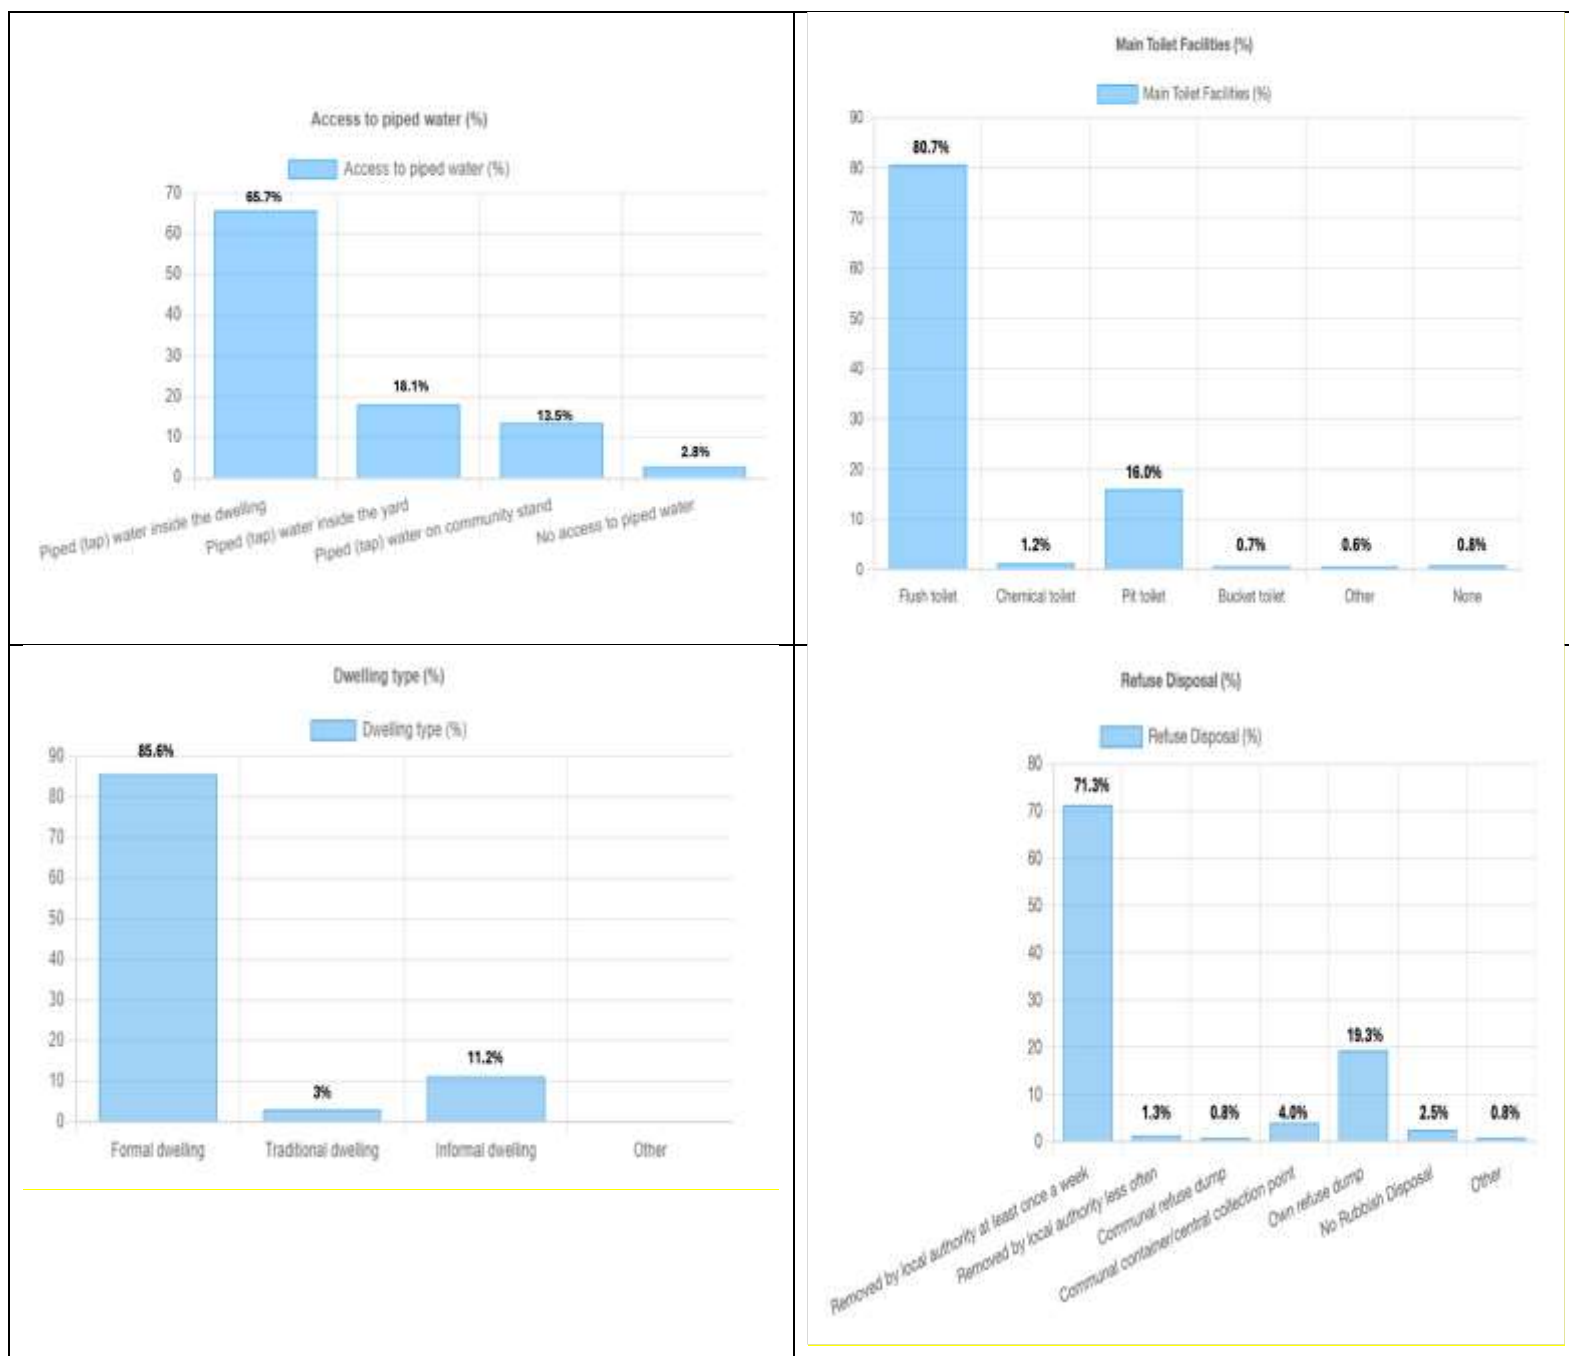 Access to piped water (%)
Access to piped water (%)
70
60
50
40
30
20
10
0
65.7%
18.1%
13.5%
2.8%
Piped (tap) water inside the dwelling
Piped (tap) water inside the yard
Piped (tap) water on community stand
No access to piped water
Main Toilet Facilities (%)
Main Toilet Facilities (%)
90
80
70
60
50
40
30
20
10
0
80.7%
1.2%
16.0%
0.7%
0.6%
0.8%
Flush toilet
Chemical toilet
Pit toilet
Bucket toilet
Other
None
Dwelling type (%)
Dwelling type (%)
90
80
70
60
50
40
30
20
10
0
85.6%
3%
11.2%
Formal dwelling
Traditional dwelling
Informal dwelling
Other
Refuse Disposal (%)
Refuse Disposal (%)
80
70
60
50
40
30
20
10
0
71.3%
1.3%
0.8%
4.0%
19.3%
2.5%
0.8%
Removed by local authority at least once a week
Removed by local authority less often
Communal refuse dump
Communal container/central collection point
Own refuse dump
No Rubbish Disposal
Other